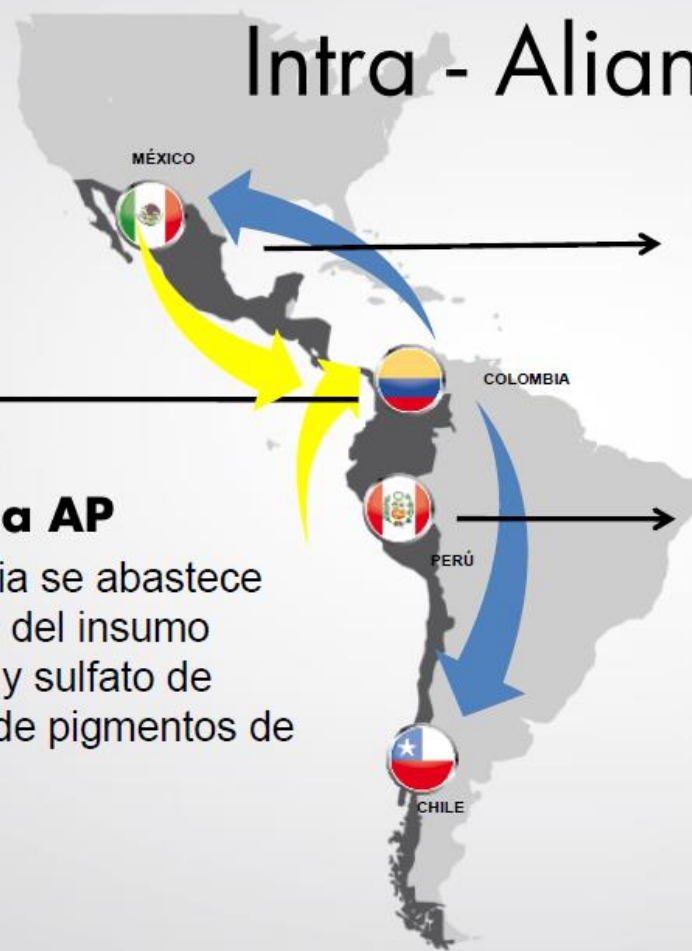 Intra - Alian
MÉXICO
COLOMBIA
a AP
ia se abastece
PERÚ
del insumo
y sulfato de
de pigmentos de
CHILE